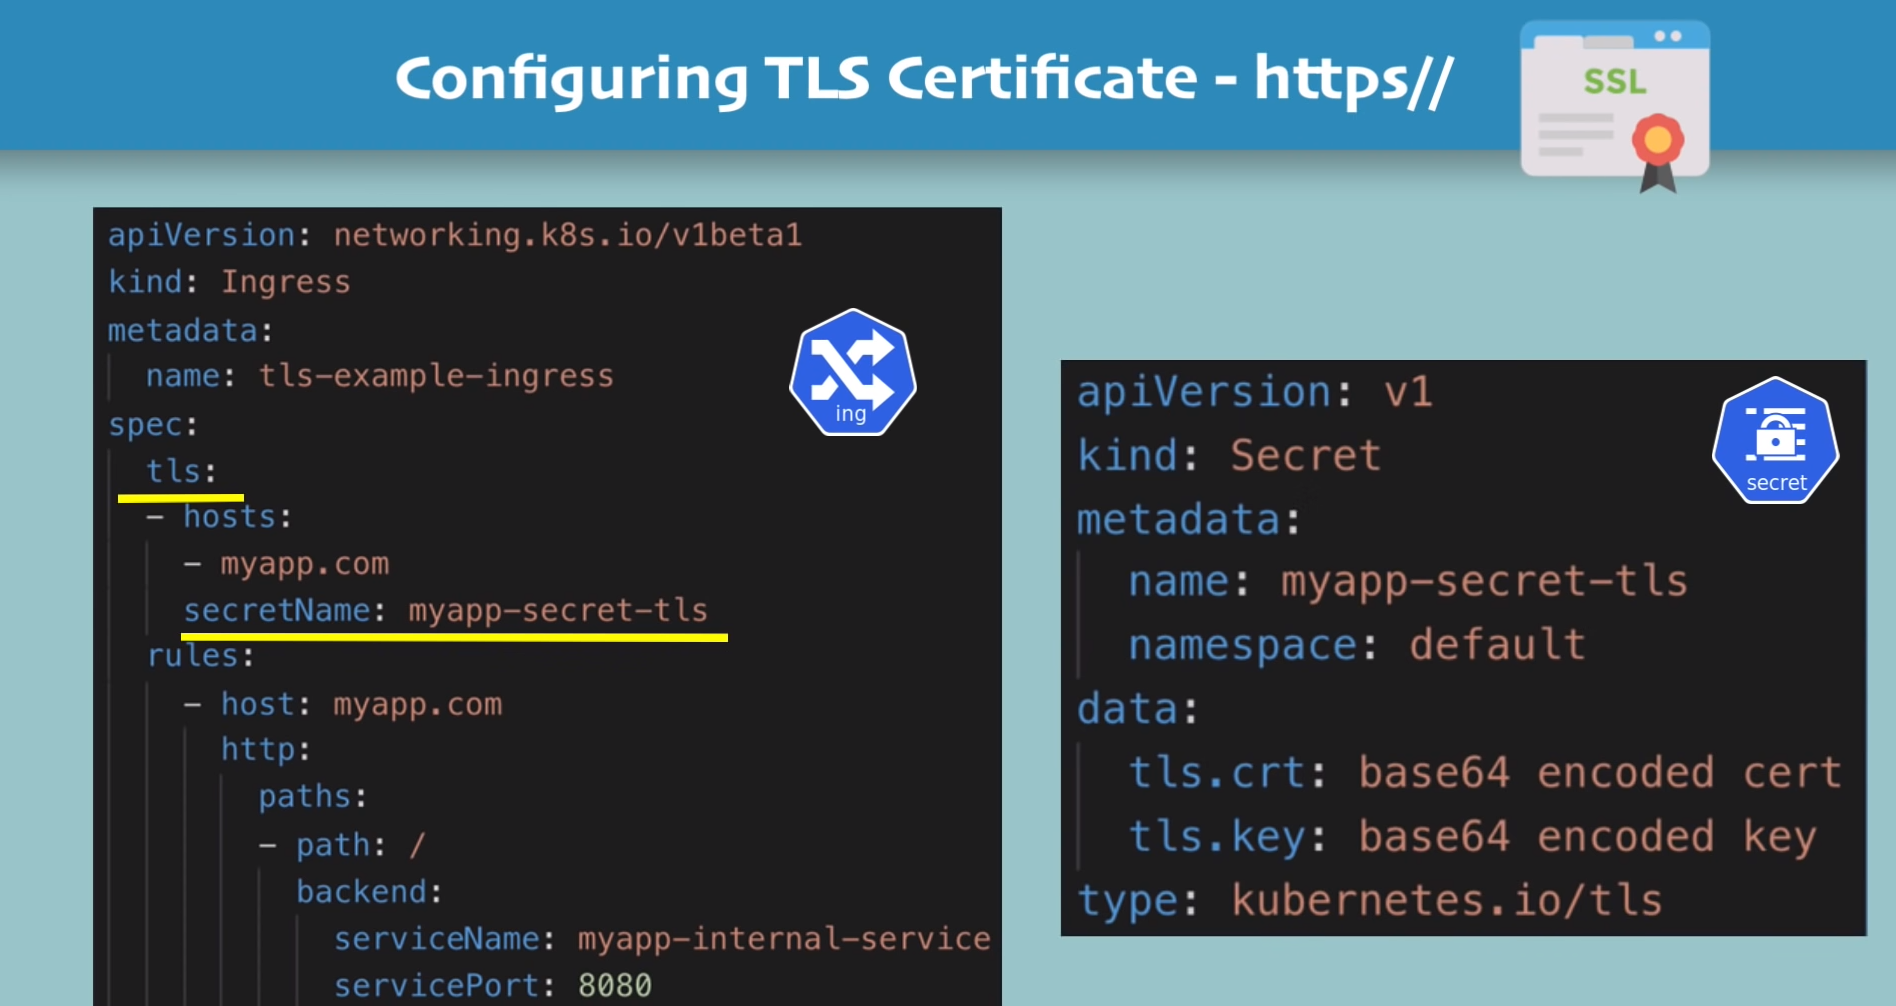 Configuring TLS Certificate - https//
SSL
apiVersion: networking.k8s.io/v1beta1
kind: Ingress
metadata:
  name: tls-example-ingress
spec:
  tls:
  - hosts:
    - myapp.com
    secretName: myapp-secret-tls
  rules:
    - host: myapp.com
      http:
        paths:
        - path: /
          backend:
            serviceName: myapp-internal-service
            servicePort: 8080
ing
apiVersion: v1
kind: Secret
metadata:
  name: myapp-secret-tls
  namespace: default
data:
  tls.crt: base64 encoded cert
  tls.key: base64 encoded key
type: kubernetes.io/tls
secret